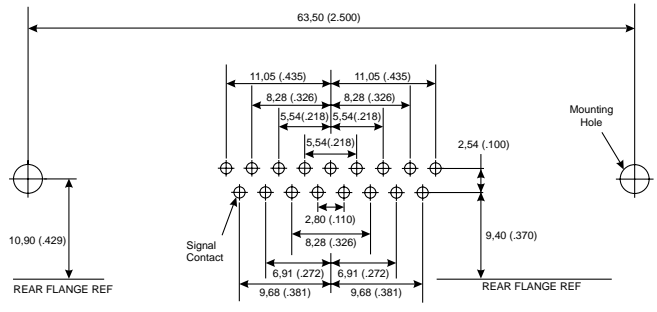 63,50 (2.500)
11,05 (.435) 11,05 (.435)
8,28 (.326) 8,28 (.326)
5,54(.218) 5,54(.218)
5,54(.218)
Mounting
Hole
2,54 (.100)
Signal
Contact
2,80 (.110)
8,28 (.326)
10,90 (.429)
9,40 (.370)
6,91 (.272) 6,91 (.272)
9,68 (.381) 9,68 (.381)
REAR FLANGE REF
REAR FLANGE REF